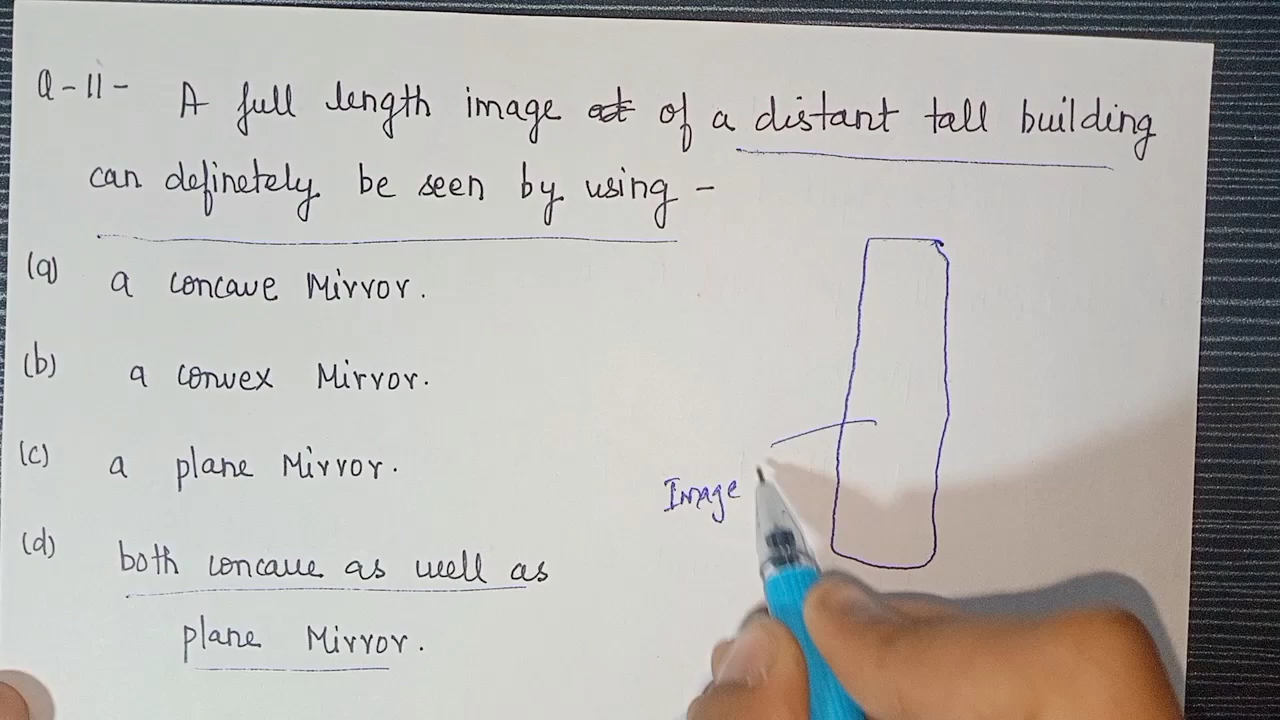 Q-11- A full length image of a distant tall building
can definetely be seen by using -
(a) a concave Mirror.
(b) a convex Mirror.
(c) a plane Mirror.
(d) both concave as well as
plane Mirror.
Image